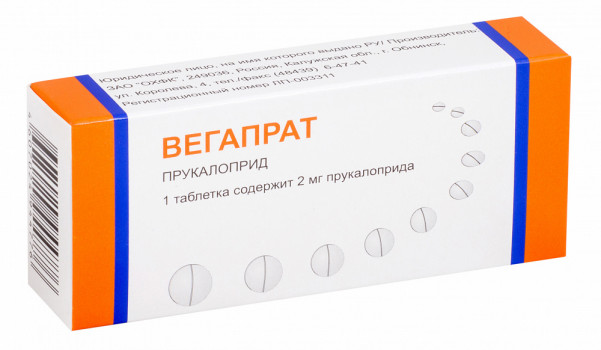 Юридическое лицо, на имя которого выдано РУ/ Производитель:
ЗАО "ОХФК", 249036, Россия, Калужская обл., г. Обнинск,
ул. Королева, 4, тел./факс (48439) 6-47-41
Регистрационный номер ЛП-003311
ВЕГАПРАТ
ПРУКАЛОПРИД
1 таблетка содержит 2 мг прукалоприда